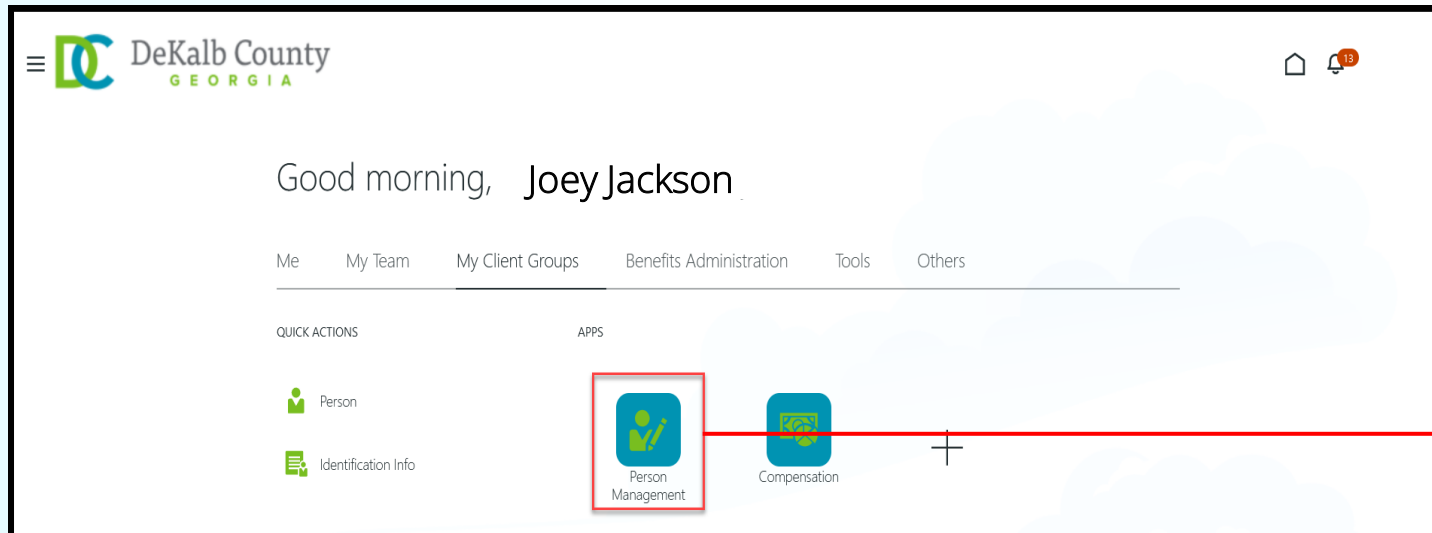 DeKalb County
GEORGIA
13
Good morning, Joey Jackson
Me My Team My Client Groups Benefits Administration Tools Others
QUICK ACTIONS APPS
Person
Identification Info
Person
Management
Compensation